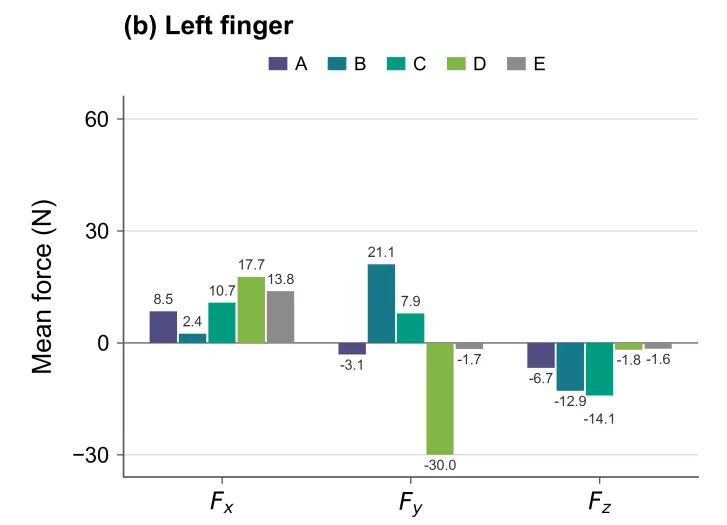 (b) Left finger
A B C D E
Mean force (N)
60
30
0
−30
8.5 2.4 10.7 17.7 13.8
-3.1 21.1 7.9 -30.0 -1.7
-6.7 -12.9 -14.1 -1.8 -1.6
Fx Fy Fz